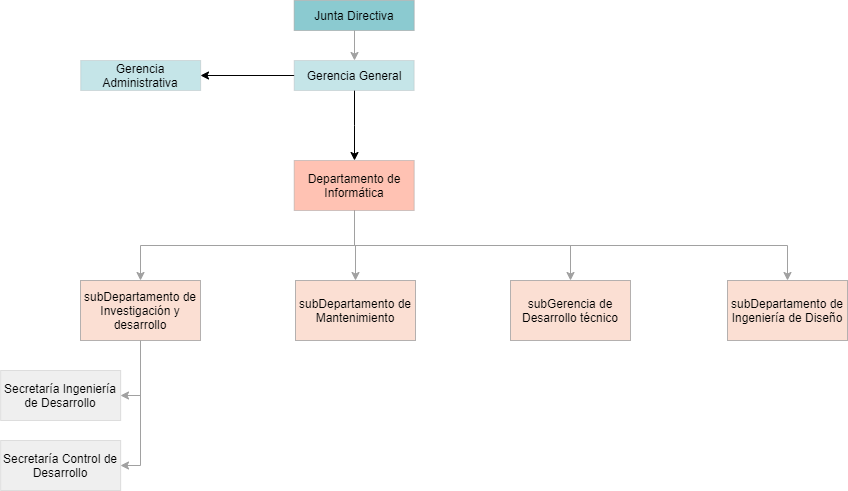 Junta Directiva
Gerencia
Administrativa
Gerencia General
Departamento de
Informática
subDepartamento de
Investigación y
desarrollo
subDepartamento de
Mantenimiento
subGerencia de
Desarrollo técnico
subDepartamento de
Ingeniería de Diseño
Secretaría Ingeniería
de Desarrollo
Secretaría Control de
Desarrollo